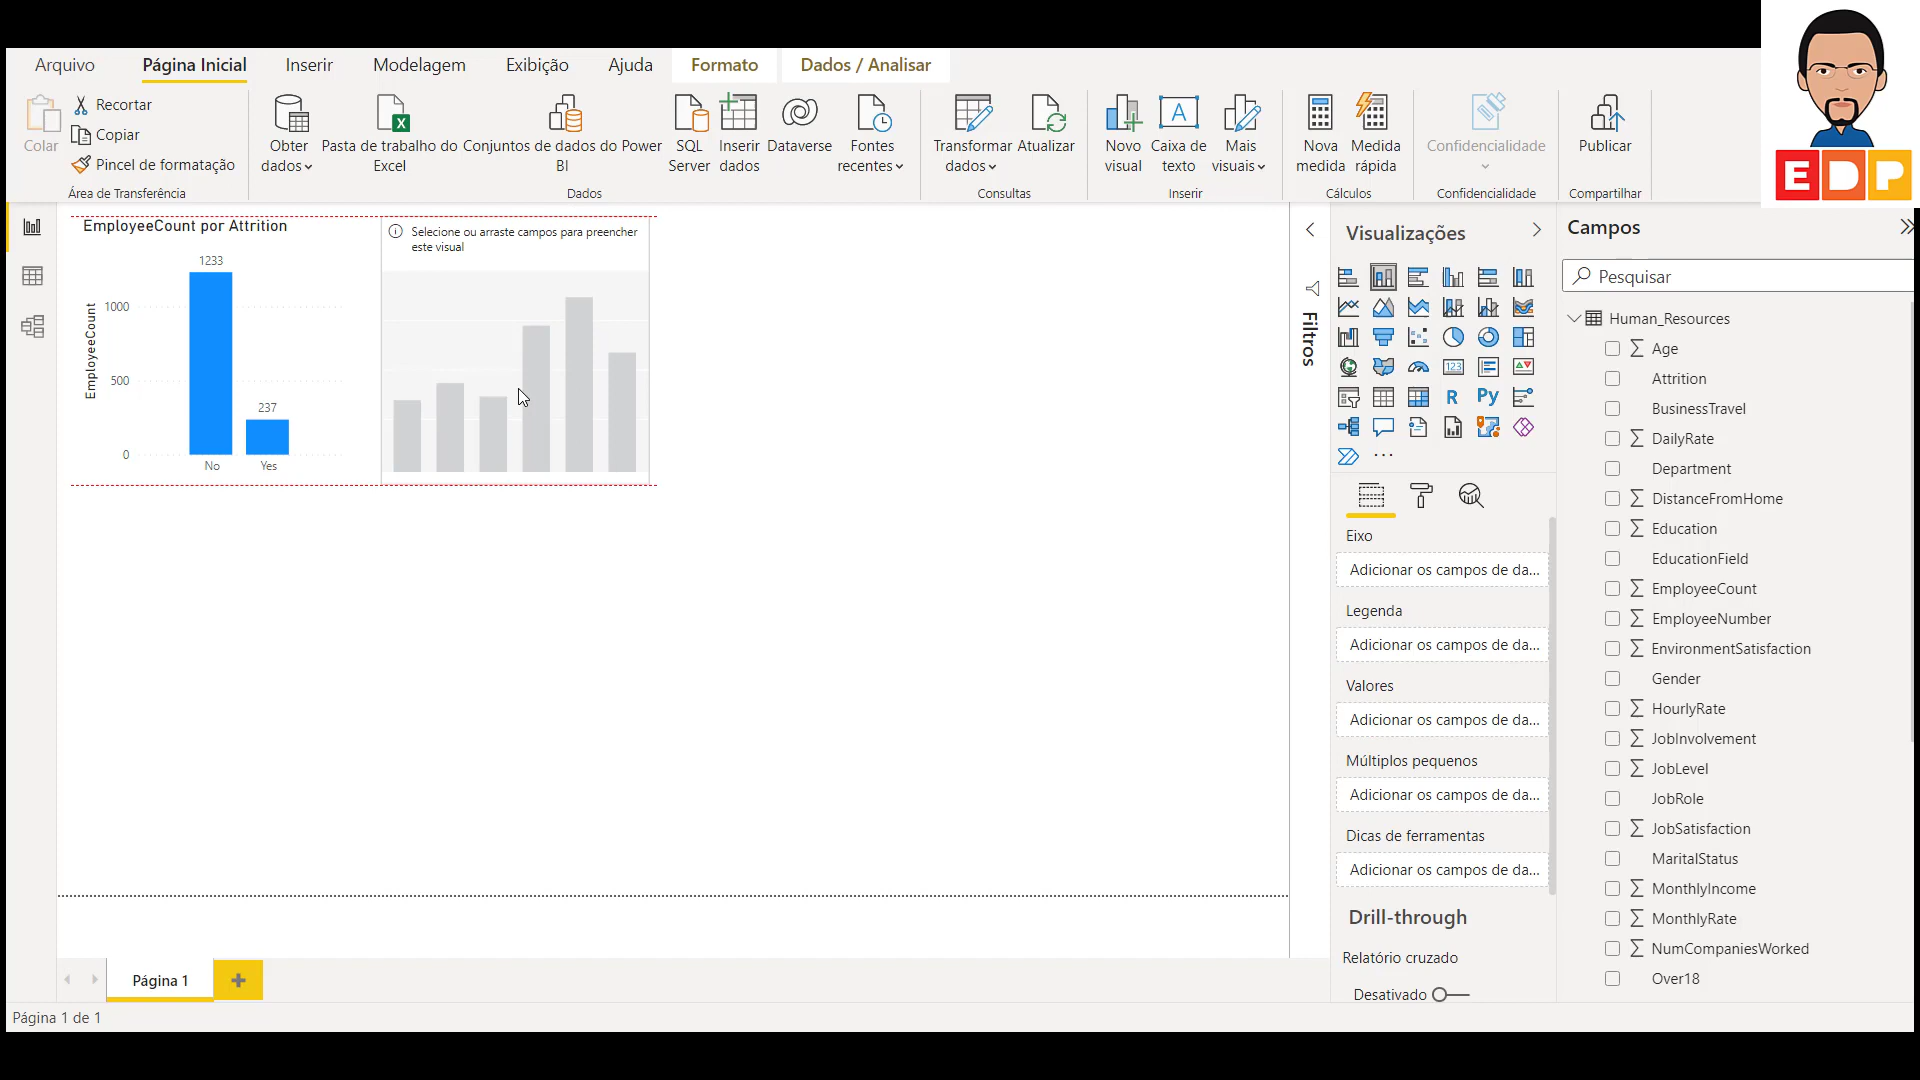 Arquivo
Página Inicial
Inserir
Modelagem
Exibição
Ajuda
Formato
Dados / Analisar
Colar
Recortar
Copiar
Pincel de formatação
Área de Transferência
Obter dados
Pasta de trabalho do Excel
Conjuntos de dados do Power BI
SQL Server
Inserir dados
Dataverse
Fontes recentes
Dados
Transformar dados
Atualizar
Consultas
Novo visual
Caixa de texto
Mais visuais
Inserir
Nova medida
Medida rápida
Cálculos
Confidencialidade
Confidencialidade
Publicar
Compartilhar
EDP
EmployeeCount por Attrition
1233
1000
237
500
0
EmployeeCount
No
Yes
Selecione ou arraste campos para preencher
este visual
Filtros
Visualizações
123
R
Py
Eixo
Adicionar os campos de da...
Legenda
Adicionar os campos de da...
Valores
Adicionar os campos de da...
Múltiplos pequenos
Adicionar os campos de da...
Dicas de ferramentas
Adicionar os campos de da...
Drill-through
Relatório cruzado
Desativado
Campos
Pesquisar
Human_Resources
Age
Attrition
BusinessTravel
DailyRate
Department
DistanceFromHome
Education
EducationField
EmployeeCount
EmployeeNumber
EnvironmentSatisfaction
Gender
HourlyRate
JobInvolvement
JobLevel
JobRole
JobSatisfaction
MaritalStatus
MonthlyIncome
MonthlyRate
NumCompaniesWorked
Over18
Página 1
Página 1 de 1